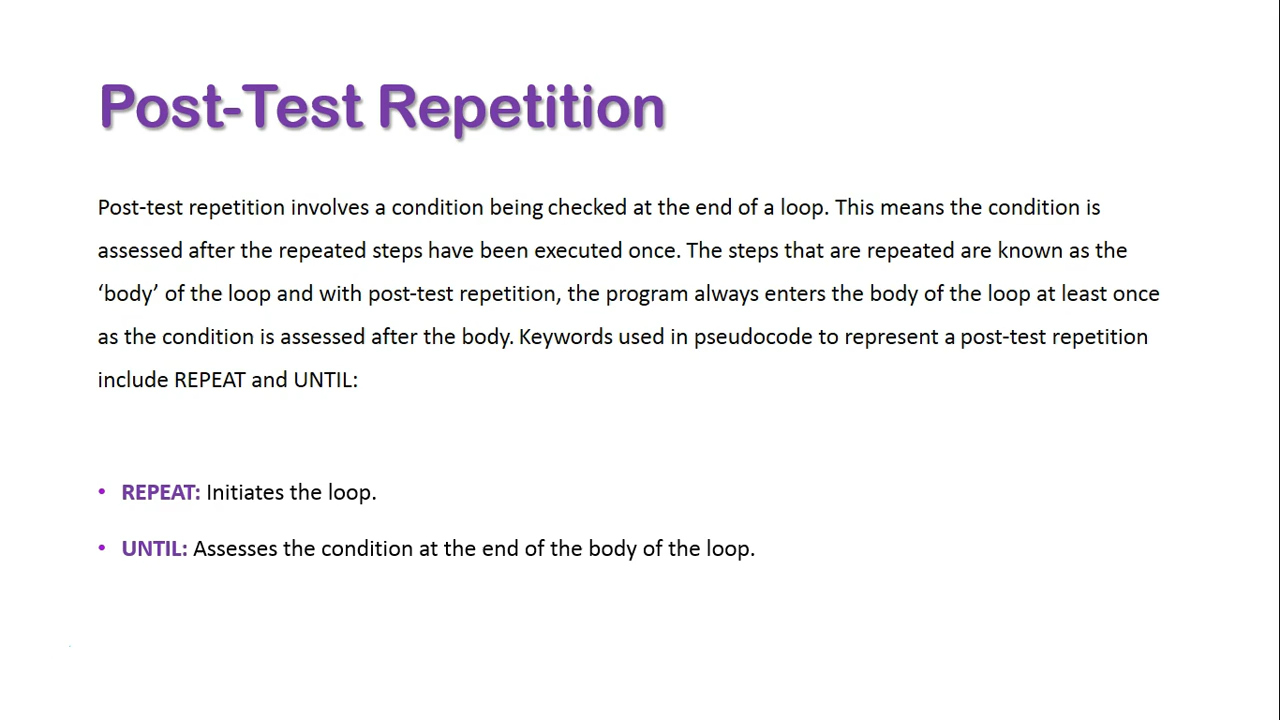 Post-Test Repetition
Post-test repetition involves a condition being checked at the end of a loop. This means the condition is
assessed after the repeated steps have been executed once. The steps that are repeated are known as the
‘body’ of the loop and with post-test repetition, the program always enters the body of the loop at least once
as the condition is assessed after the body. Keywords used in pseudocode to represent a post-test repetition
include REPEAT and UNTIL:
• REPEAT: Initiates the loop.
• UNTIL: Assesses the condition at the end of the body of the loop.